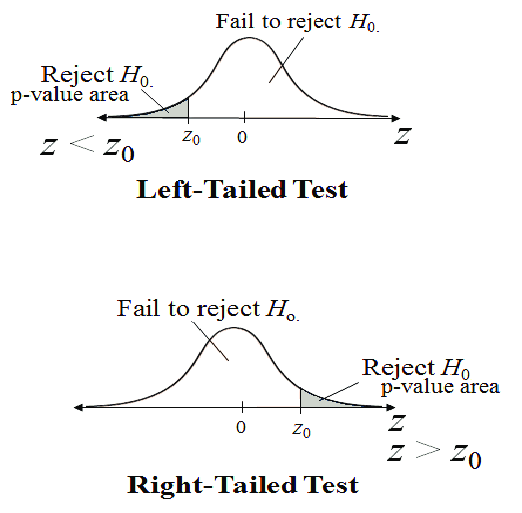 Fail to reject H₀.
Reject H₀.
p-value area
z₀ 0 z
z < z₀
Left-Tailed Test
Fail to reject Hₒ.
Reject H₀
p-value area
0 z₀ z
z > z₀
Right-Tailed Test